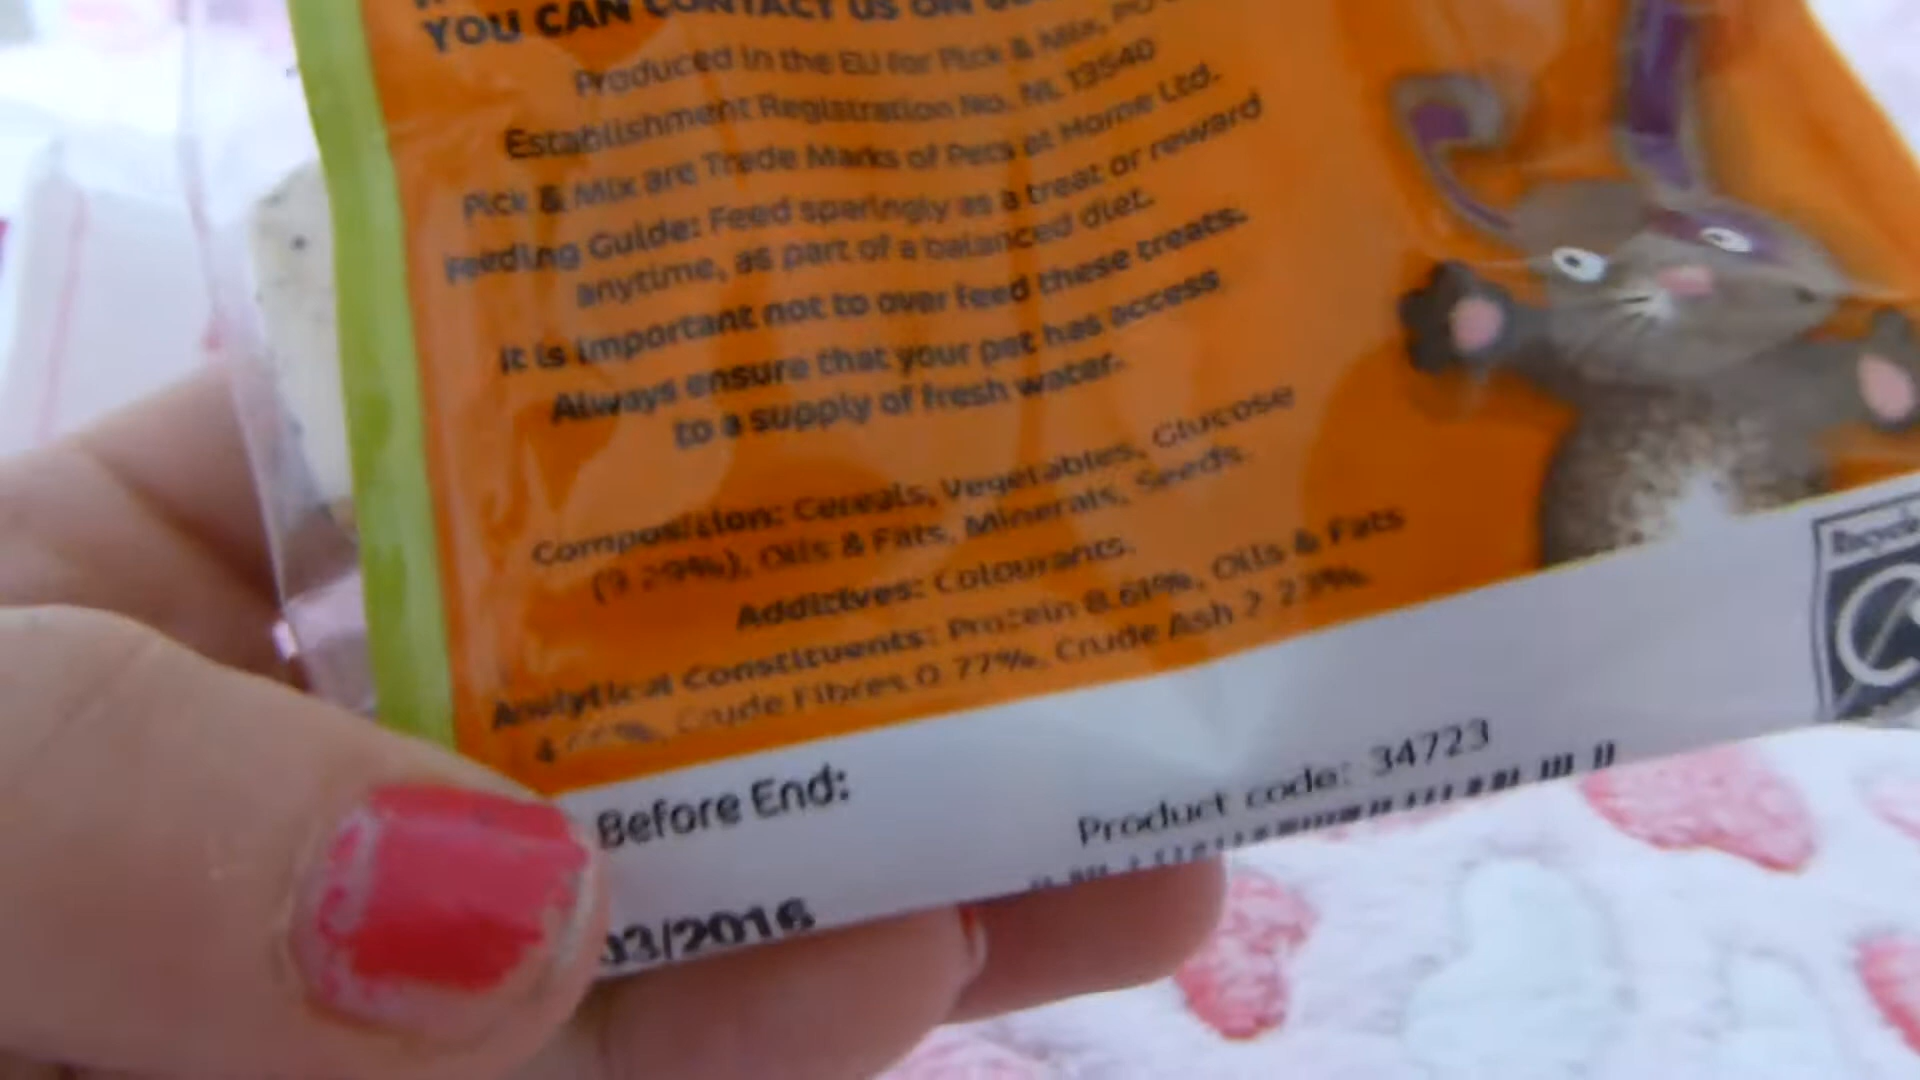 YOU CAN CONTACT US ON
Produced in the EU for Pick & Mix, PO
Establishment Registration No. NL 13540
Pick & Mix are Trade Marks of Pets at Home Ltd.
Feeding Guide: Feed sparingly as a treat or reward
anytime, as part of a balanced diet.
It is important not to over feed these treats.
Always ensure that your pet has access
to a supply of fresh water.
Composition: Cereals, Vegetables, Glucose
(9.29%), Oils & Fats, Minerals, Seeds.
Additives: Colourants.
Analytical Constituents: Protein 8.61%, Oils & Fats
Crude Fibres 0.77%, Crude Ash 2.23%.
Before End:
Product code: 34723
03/2016
Recycle